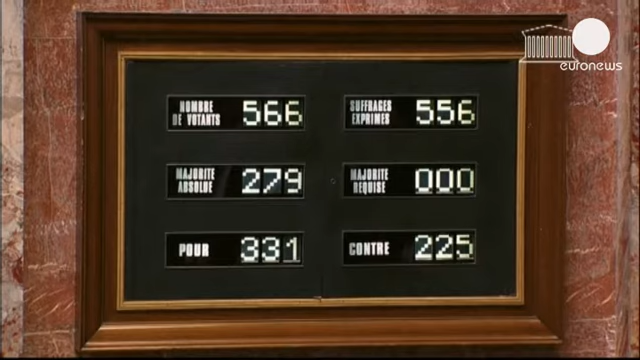 euronews
NOMBRE DE VOTANTS 566
SUFFRAGES EXPRIMES 556
MAJORITE ABSOLUE 279
MAJORITE REQUISE 000
POUR 331
CONTRE 225